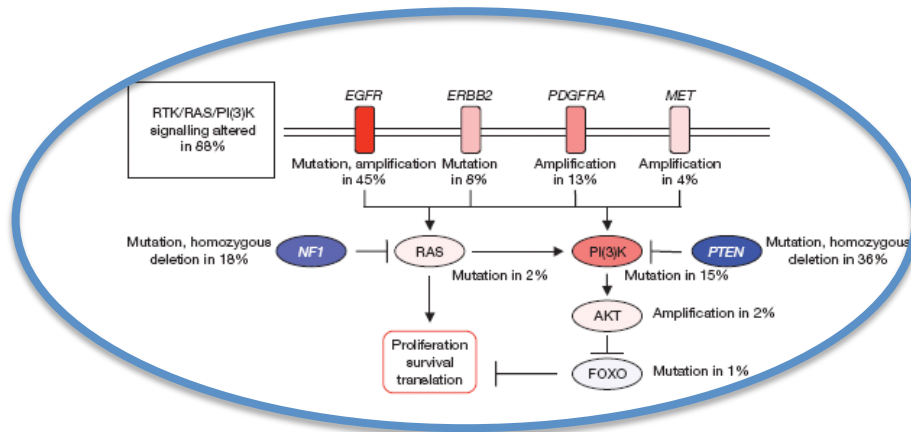 RTK/RAS/PI(3)K
signalling altered
in 88%
EGFR
ERBB2
PDGFRA
MET
Mutation, amplification
in 45%
Mutation
in 8%
Amplification
in 13%
Amplification
in 4%
Mutation, homozygous
deletion in 18%
NF1
RAS
PI(3)K
PTEN
Mutation, homozygous
deletion in 36%
Mutation in 2%
Mutation in 15%
AKT
Amplification in 2%
Proliferation
survival
translation
FOXO
Mutation in 1%